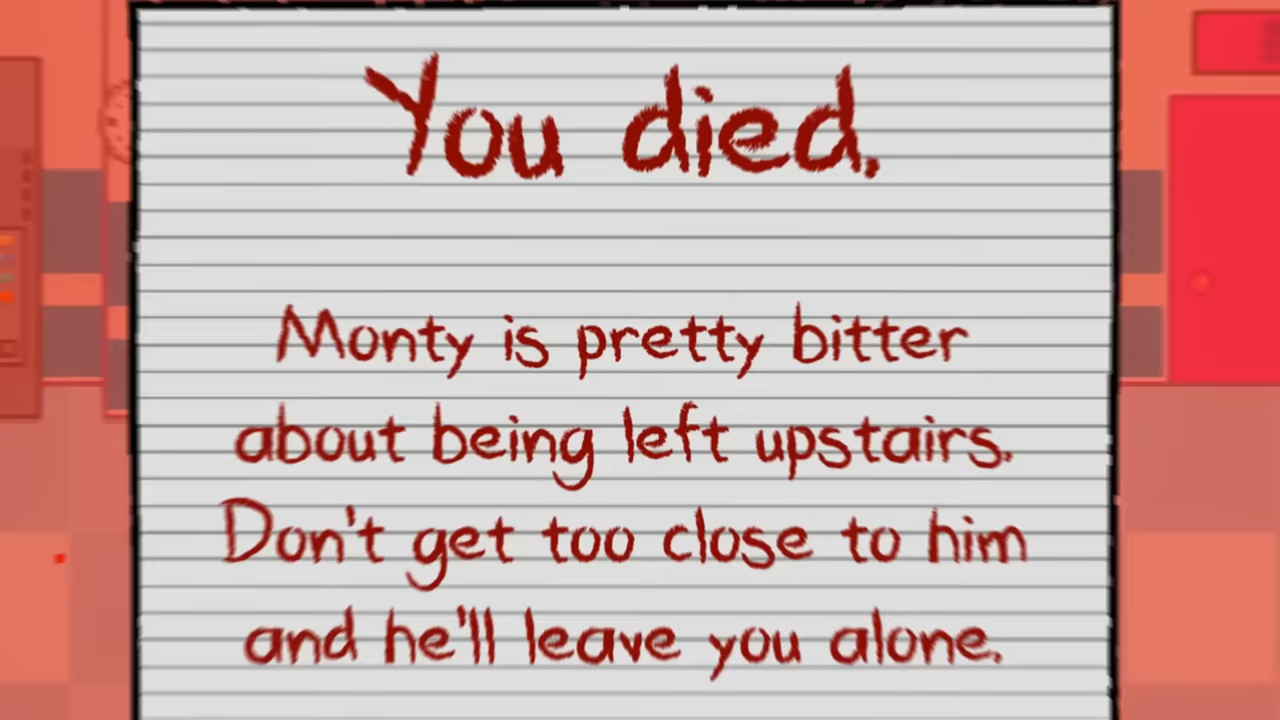 You died.
Monty is pretty bitter
about being left upstairs.
Don't get too close to him
and he'll leave you alone.